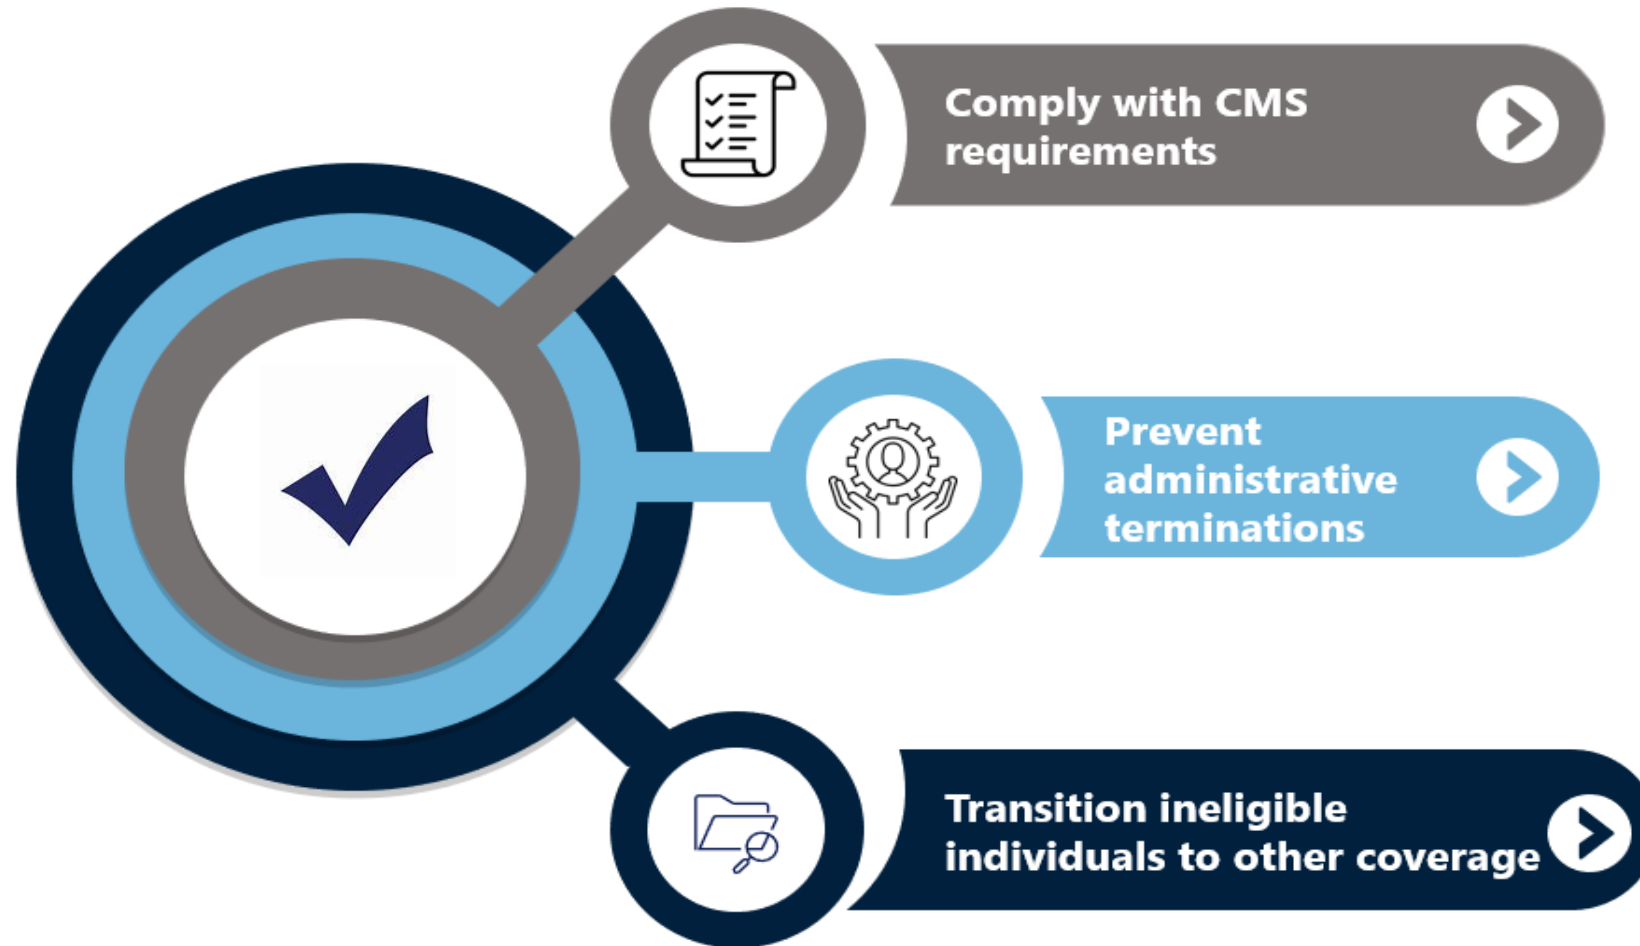 Comply with CMS
requirements
Prevent
administrative
terminations
Transition ineligible
individuals to other coverage